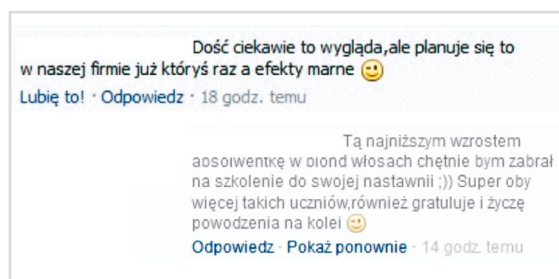 Dość ciekawie to wygląda,ale planuje się to
w naszej firmie już któryś raz a efekty marne
Lubię to! · Odpowiedz · 18 godz. temu
Tą najniższym wzrostem
absolwentkę w blond włosach chętnie bym zabrał
na szkolenie do swojej nastawnii ;)) Super oby
więcej takich uczniów,również gratuluje i życzę
powodzenia na kolei
Odpowiedz · Pokaż ponownie · 14 godz. temu